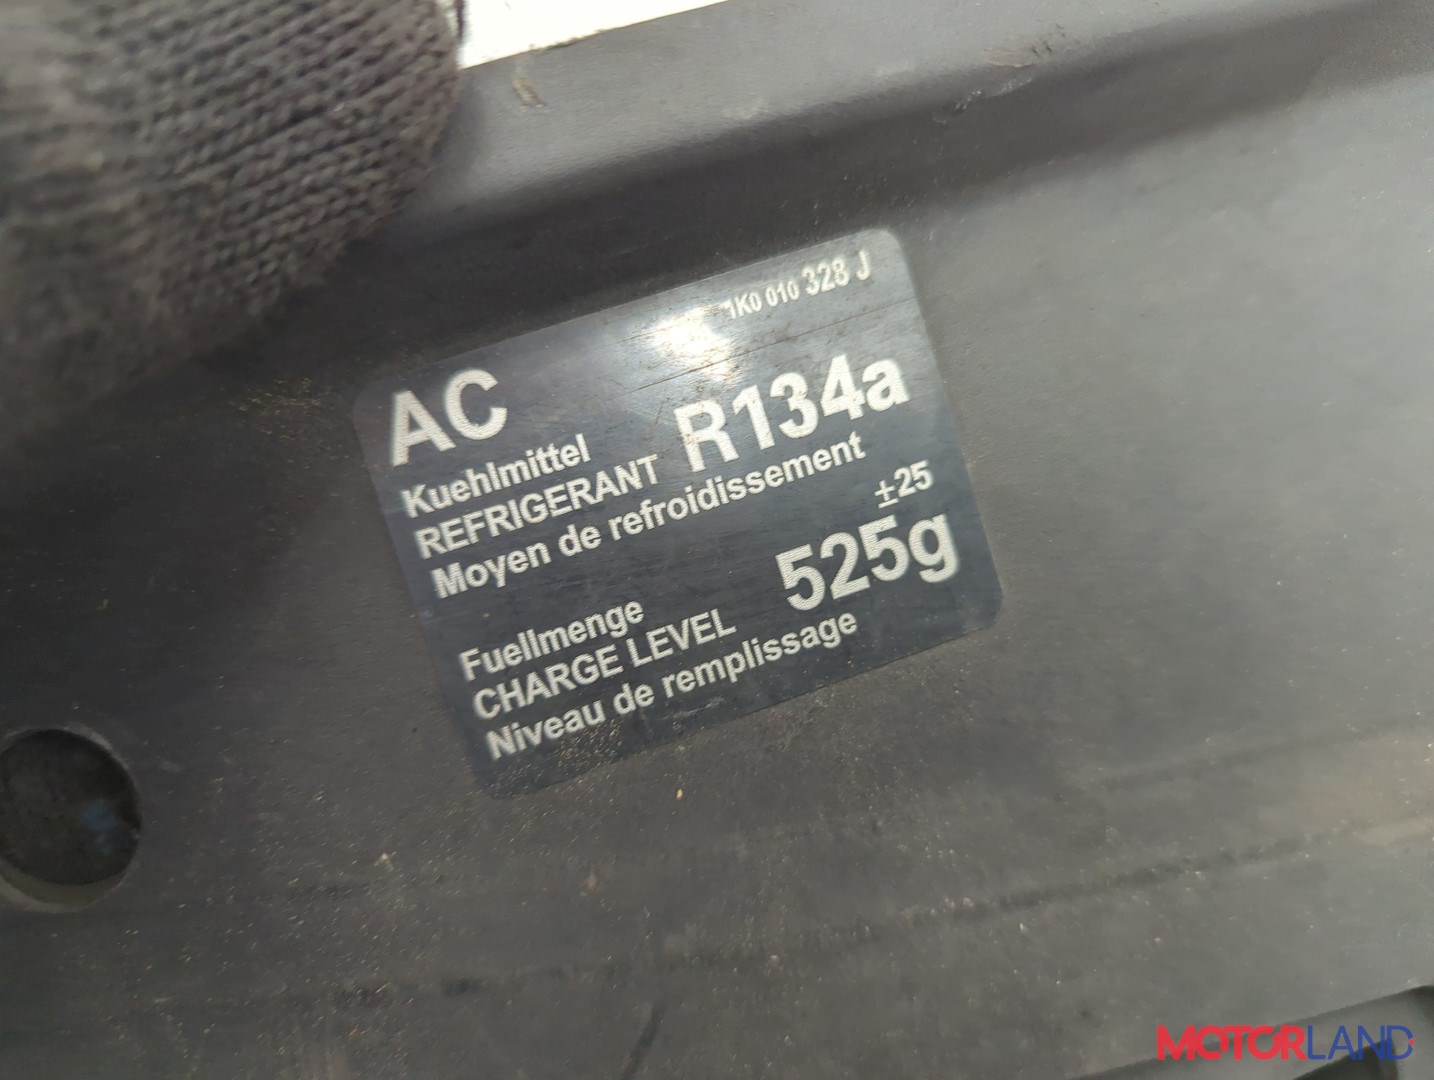 1K0 010 328 J
AC
Kuehlmittel
REFRIGERANT R134a
Moyen de refroidissement
±25
Fuellmenge
CHARGE LEVEL 525g
Niveau de remplissage
MOTORLAND